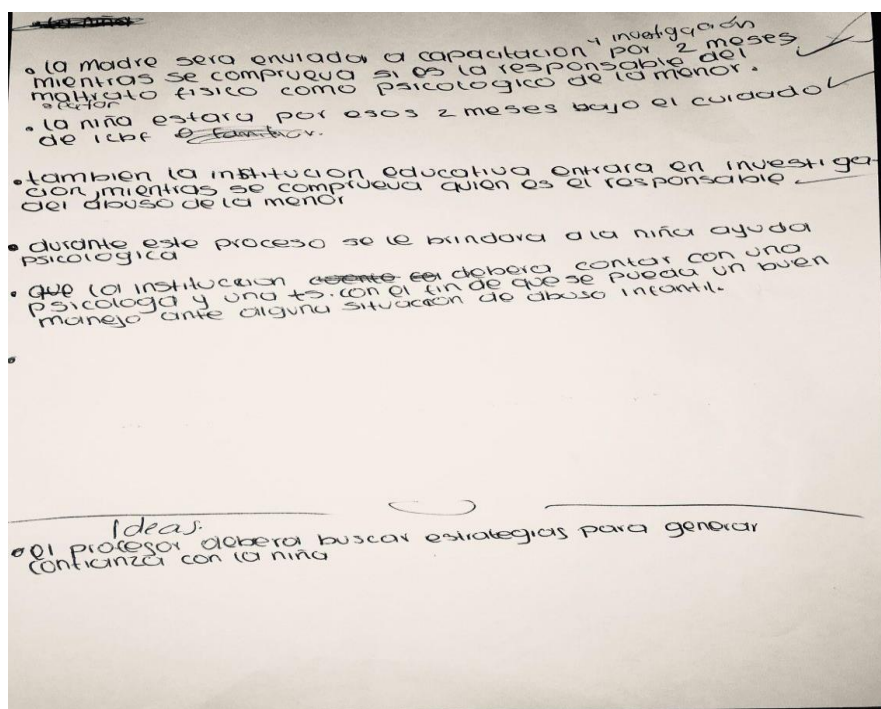 la niña
• la madre sera enviada a capacitacion y investgación por 2 meses
mientras se comprueva si es la responsable del
maltrato fisico como psicologico de la menor.
• la niña estara por esos 2 meses bajo el cuidado
de icbf o familiar.
• tambien la institucion educativa entrara en investiga-
cion, mientras se comprueva quien es el responsable
del abuso de la menor
• durante este proceso se le brindara a la niña ayuda
psicologica
• que la institucion debera contar con una
psicologa y una ts. con el fin de que se pueda un buen
manejo ante alguna situacion de abuso infantil.
Ideas.
• el profesor debera buscar estrategias para generar
confianza con la niña